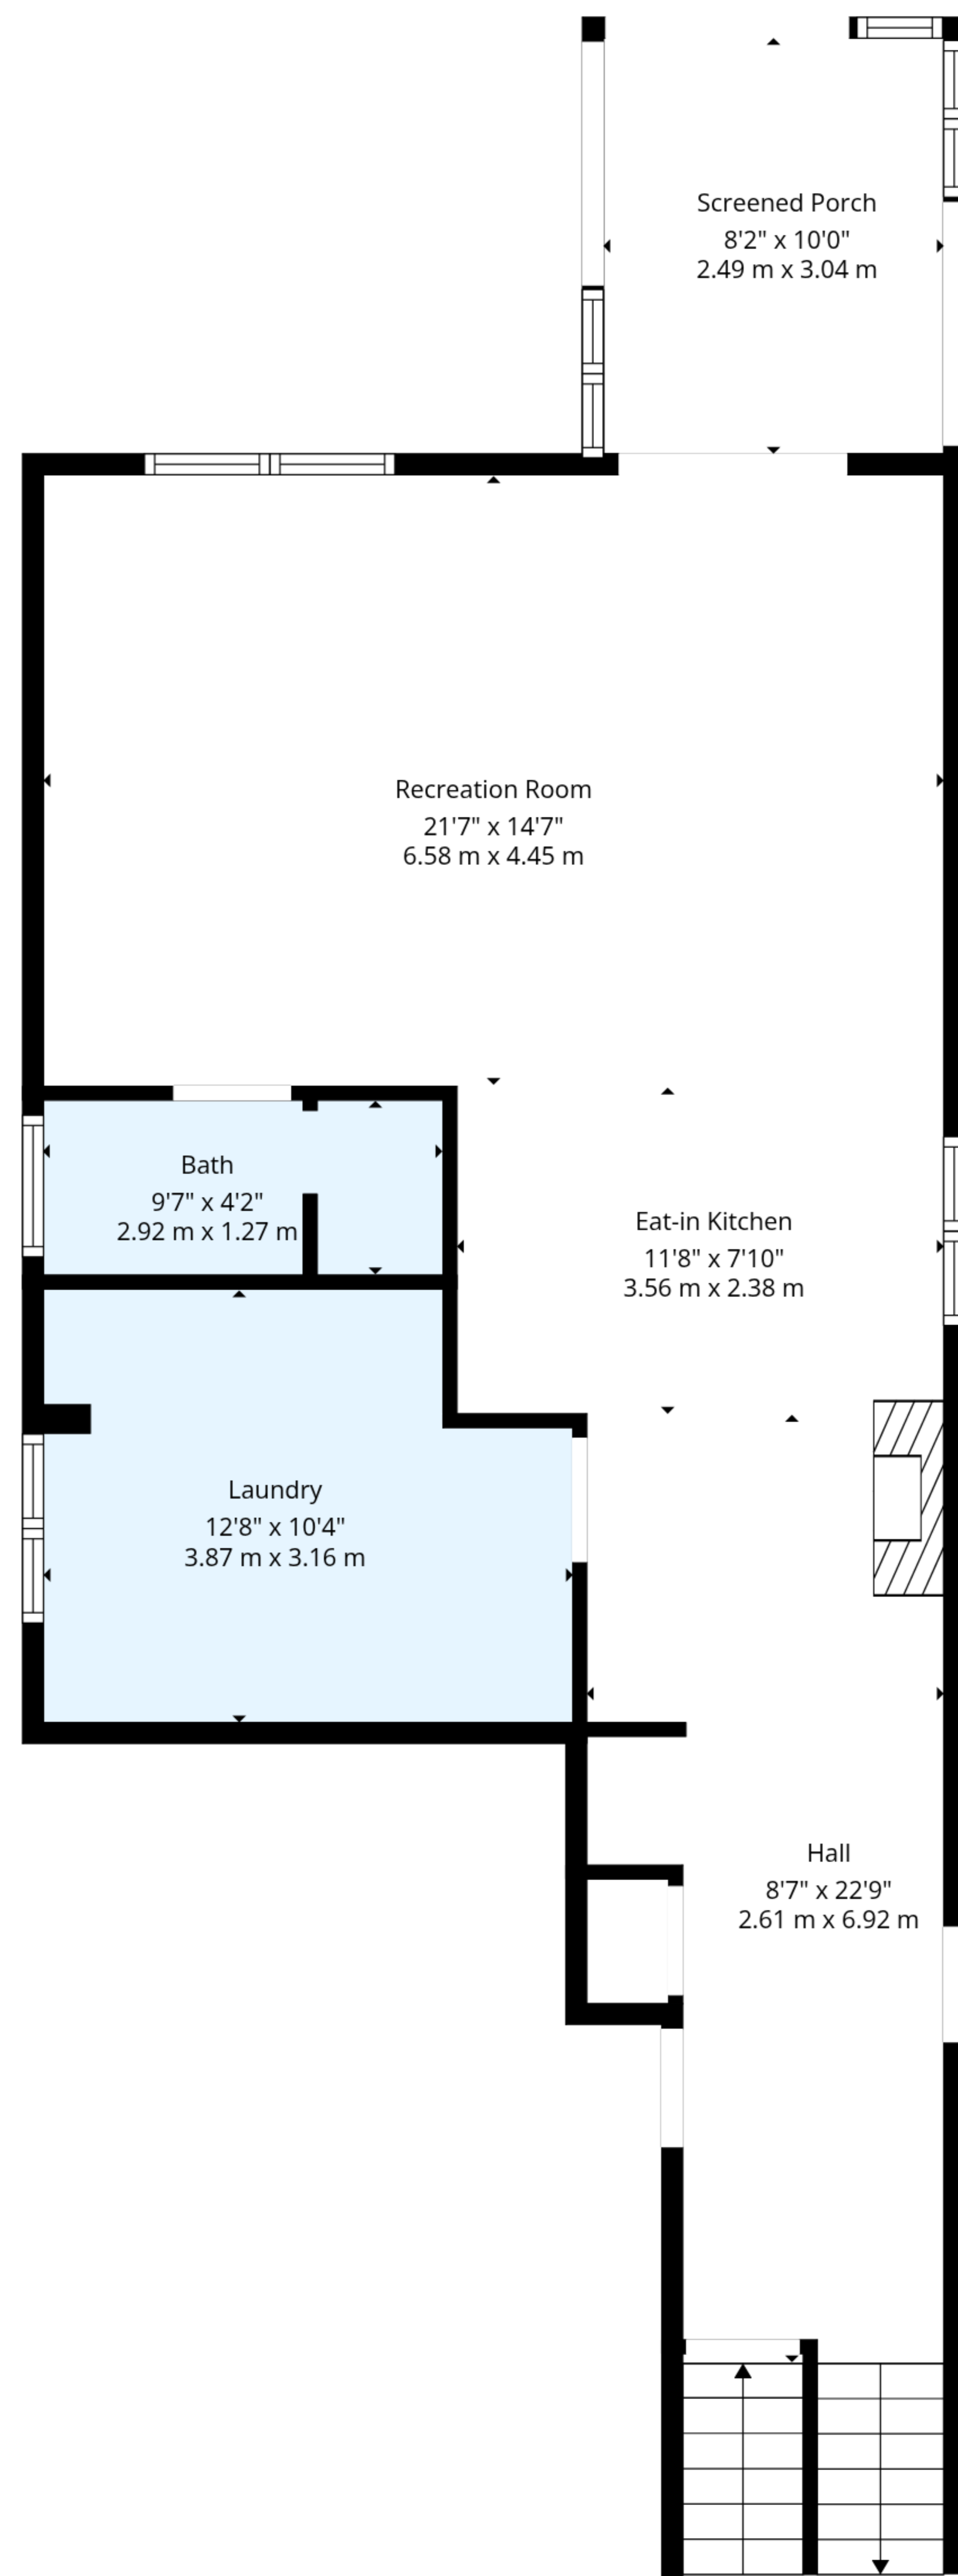 Screened Porch
8'2" x 10'0"
2.49 m x 3.04 m
Recreation Room
21'7" x 14'7"
6.58 m x 4.45 m
Bath
9'7" x 4'2"
2.92 m x 1.27 m
Eat-in Kitchen
11'8" x 7'10"
3.56 m x 2.38 m
Laundry
12'8" x 10'4"
3.87 m x 3.16 m
Hall
8'7" x 22'9"
2.61 m x 6.92 m